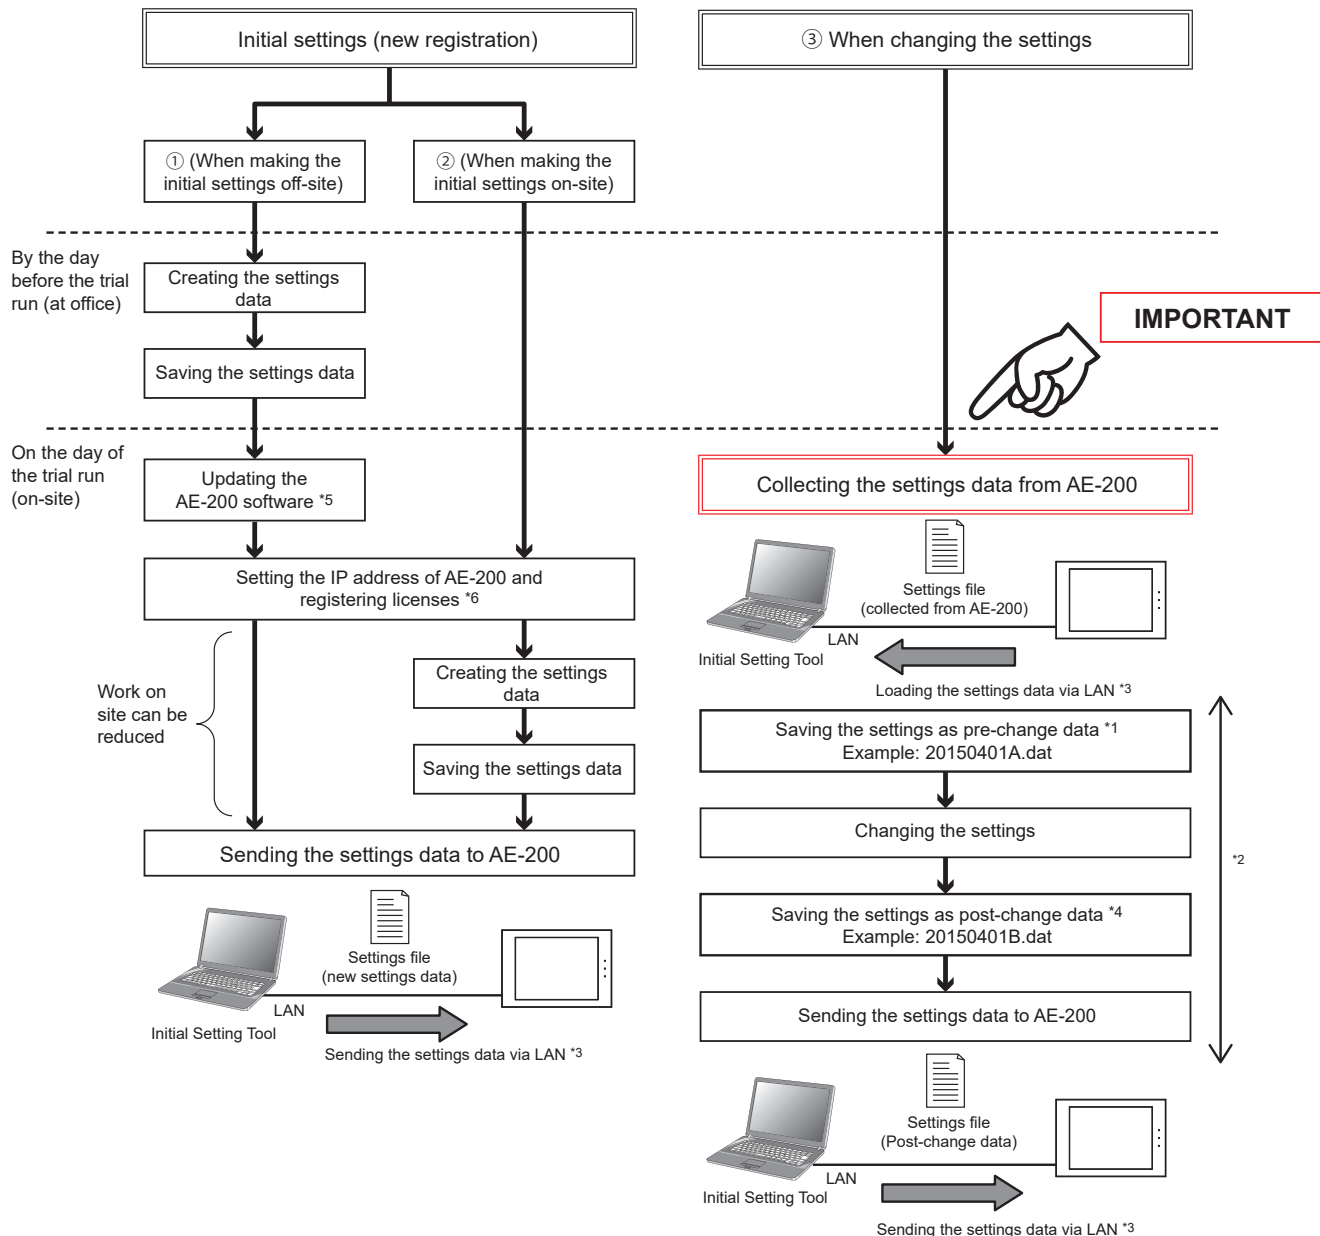 Initial settings (new registration)
③ When changing the settings
① (When making the
initial settings off-site)
② (When making the
initial settings on-site)
By the day
before the trial
run (at office)
Creating the settings
data
IMPORTANT
Saving the settings data
On the day of
the trial run
(on-site)
Updating the
AE-200 software *5
Collecting the settings data from AE-200
Setting the IP address of AE-200 and
registering licenses *6
Settings file
(collected from AE-200)
LAN
Initial Setting Tool
Loading the settings data via LAN *3
Work on
site can be
reduced
Creating the settings
data
Saving the settings data
Saving the settings as pre-change data *1
Example: 20150401A.dat
Changing the settings
*2
Sending the settings data to AE-200
Saving the settings as post-change data *4
Example: 20150401B.dat
Settings file
(new settings data)
LAN
Initial Setting Tool
Sending the settings data via LAN *3
Sending the settings data to AE-200
Settings file
(Post-change data)
LAN
Initial Setting Tool
Sending the settings data via LAN *3